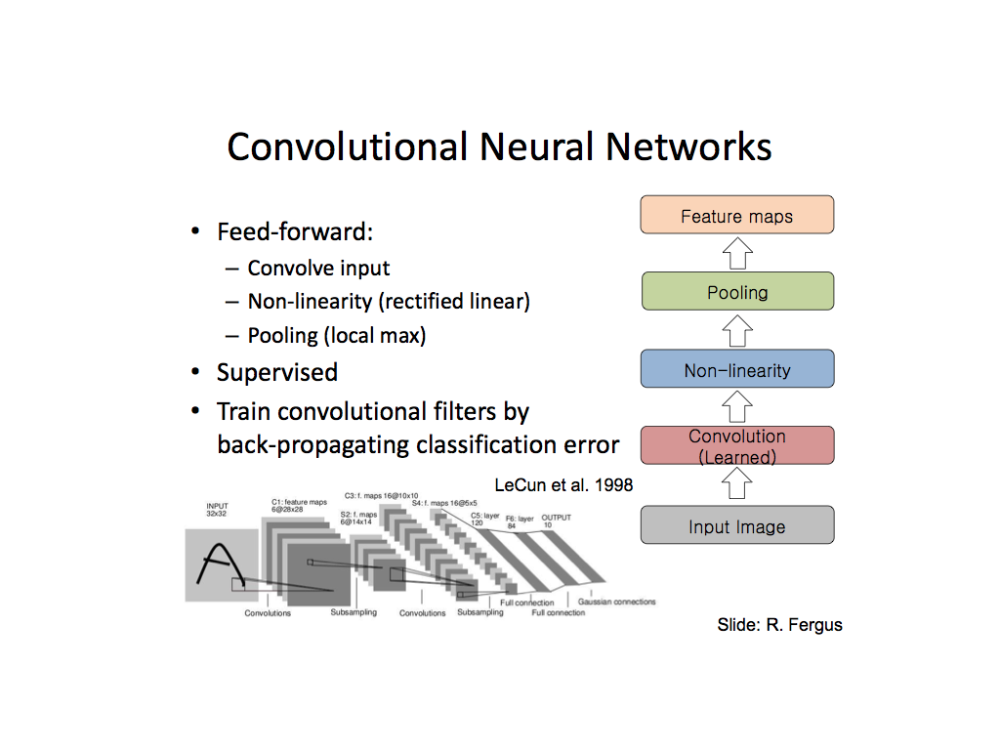 Convolutional Neural Networks
• Feed-forward:
– Convolve input
– Non-linearity (rectified linear)
– Pooling (local max)
• Supervised
• Train convolutional filters by
back-propagating classification error
Feature maps
Pooling
Non-linearity
Convolution
(Learned)
Input Image
LeCun et al. 1998
INPUT
32x32
C1: feature maps
6@28x28
S2: f. maps
6@14x14
C3: f. maps 16@10x10
S4: f. maps 16@5x5
C5: layer
120
F6: layer
84
OUTPUT
10
Convolutions
Subsampling
Convolutions
Subsampling
Full connection
Full connection
Gaussian connections
Slide: R. Fergus